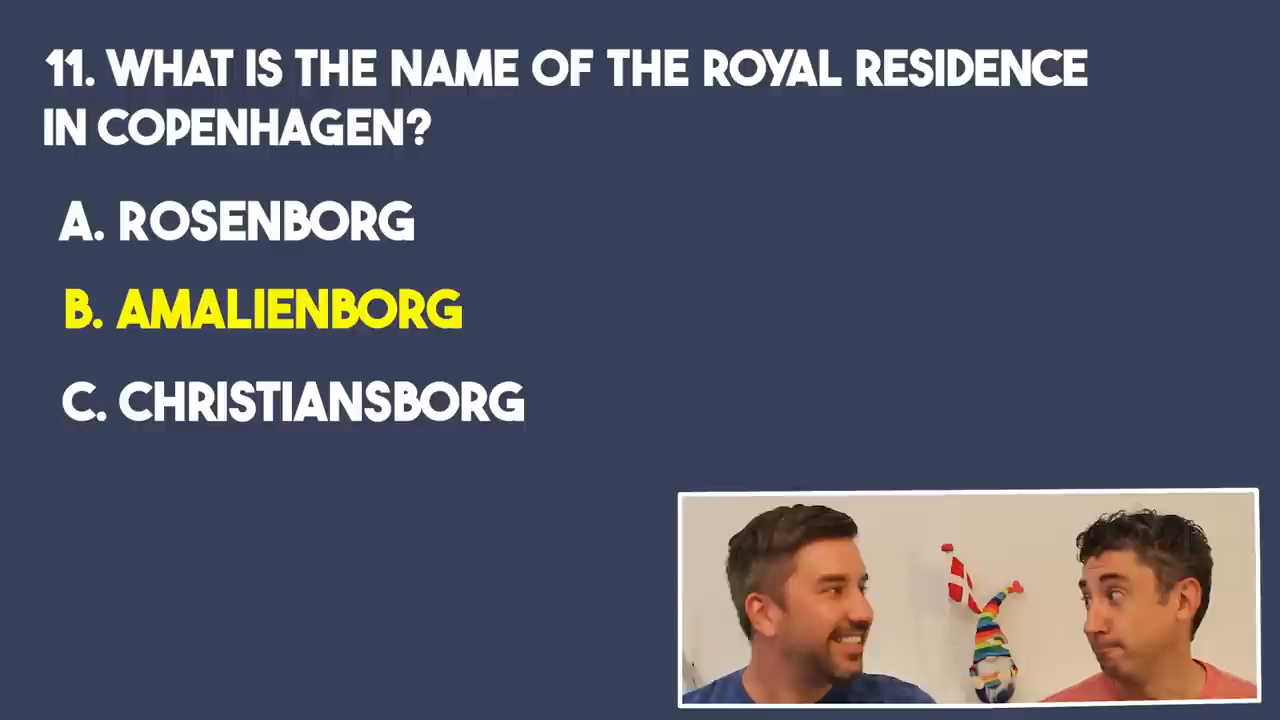 11. WHAT IS THE NAME OF THE ROYAL RESIDENCE
IN COPENHAGEN?
A. ROSENBORG
B. AMALIENBORG
C. CHRISTIANSBORG